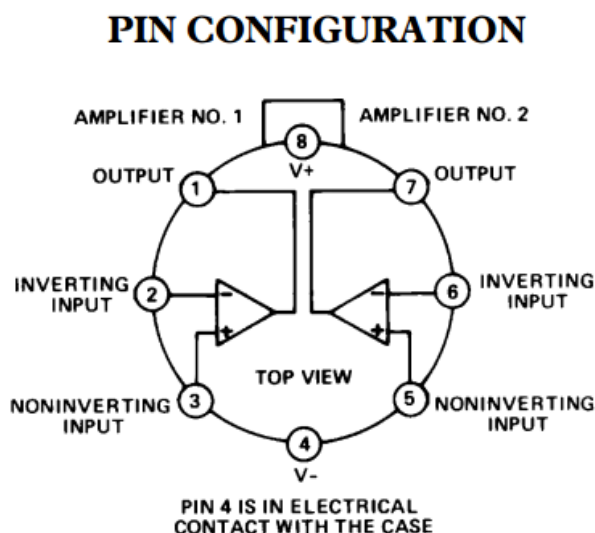 PIN CONFIGURATION
AMPLIFIER NO. 1
AMPLIFIER NO. 2
8
V+
OUTPUT
1
7
OUTPUT
INVERTING
INPUT
2
-
-
6
INVERTING
INPUT
+
+
TOP VIEW
NONINVERTING
INPUT
3
5
NONINVERTING
INPUT
4
V-
PIN 4 IS IN ELECTRICAL
CONTACT WITH THE CASE